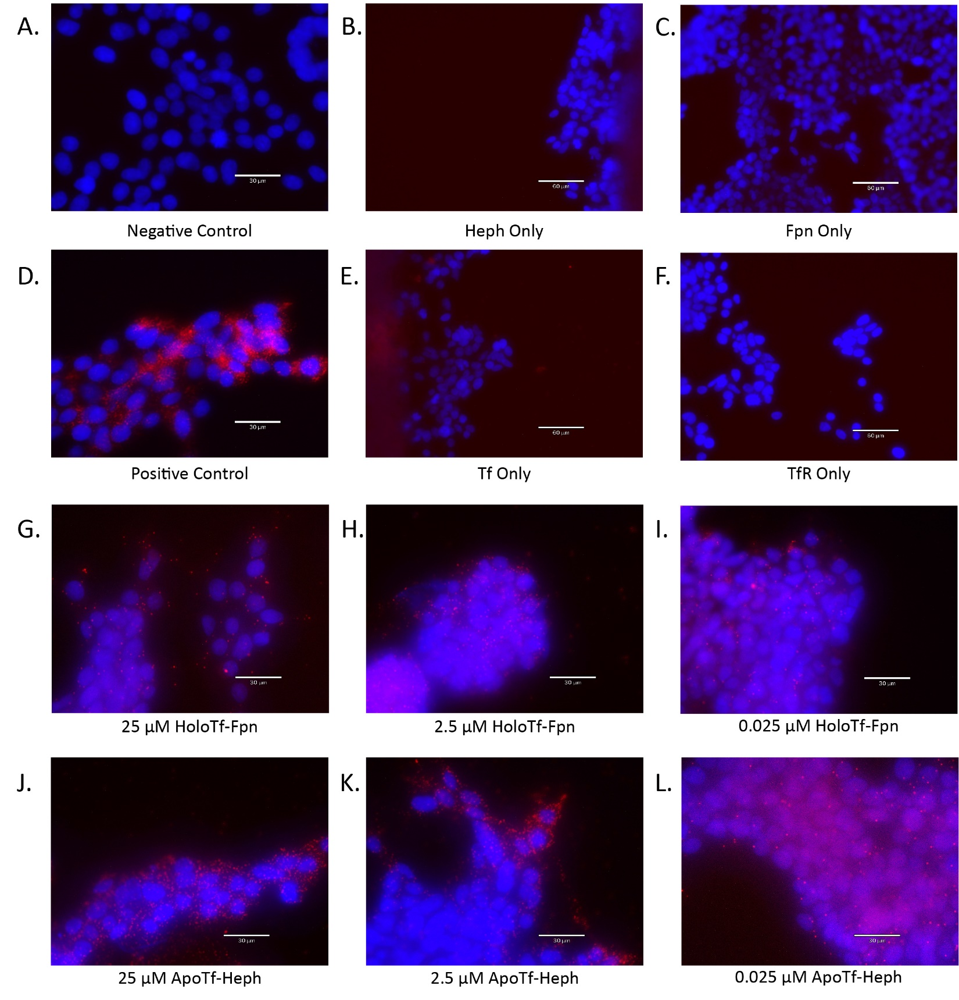 A.
B.
C.
30 µm
60 µm
60 µm
Negative Control
Heph Only
Fpn Only
D.
E.
F.
30 µm
60 µm
60 µm
Positive Control
Tf Only
TfR Only
G.
H.
I.
30 µm
30 µm
30 µm
25 µM HoloTf-Fpn
2.5 µM HoloTf-Fpn
0.025 µM HoloTf-Fpn
J.
K.
L.
30 µm
30 µm
30 µm
25 µM ApoTf-Heph
2.5 µM ApoTf-Heph
0.025 µM ApoTf-Heph